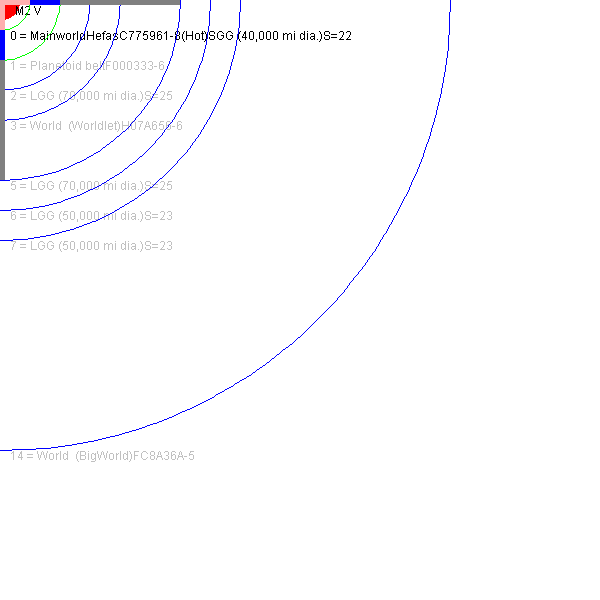 M2 V
0 = MainworldHefasC775961-8(Hot)SGG (40,000 mi dia.)S=22
1 = Planetoid beltF000333-6
2 = LGG (70,000 mi dia.)S=25
3 = World  (Worldlet)H07A656-6
5 = LGG (70,000 mi dia.)S=25
6 = LGG (50,000 mi dia.)S=23
7 = LGG (50,000 mi dia.)S=23
14 = World  (BigWorld)FC8A36A-5